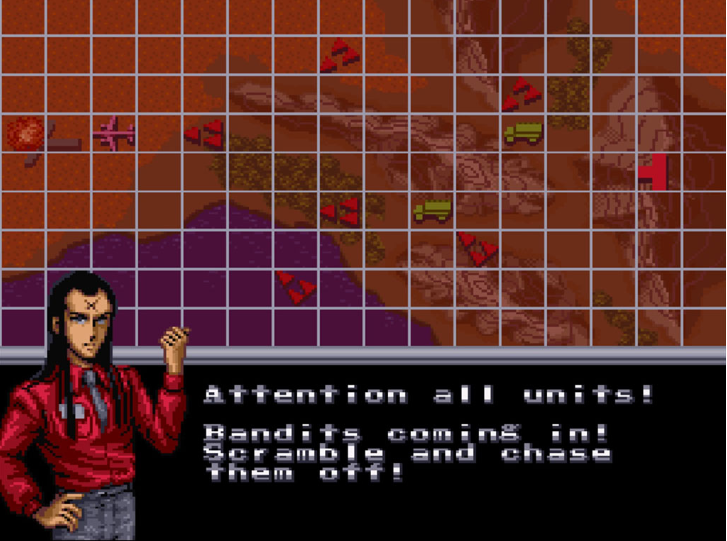 Attention all units!
Bandits coming in!
Scramble and chase
them off!